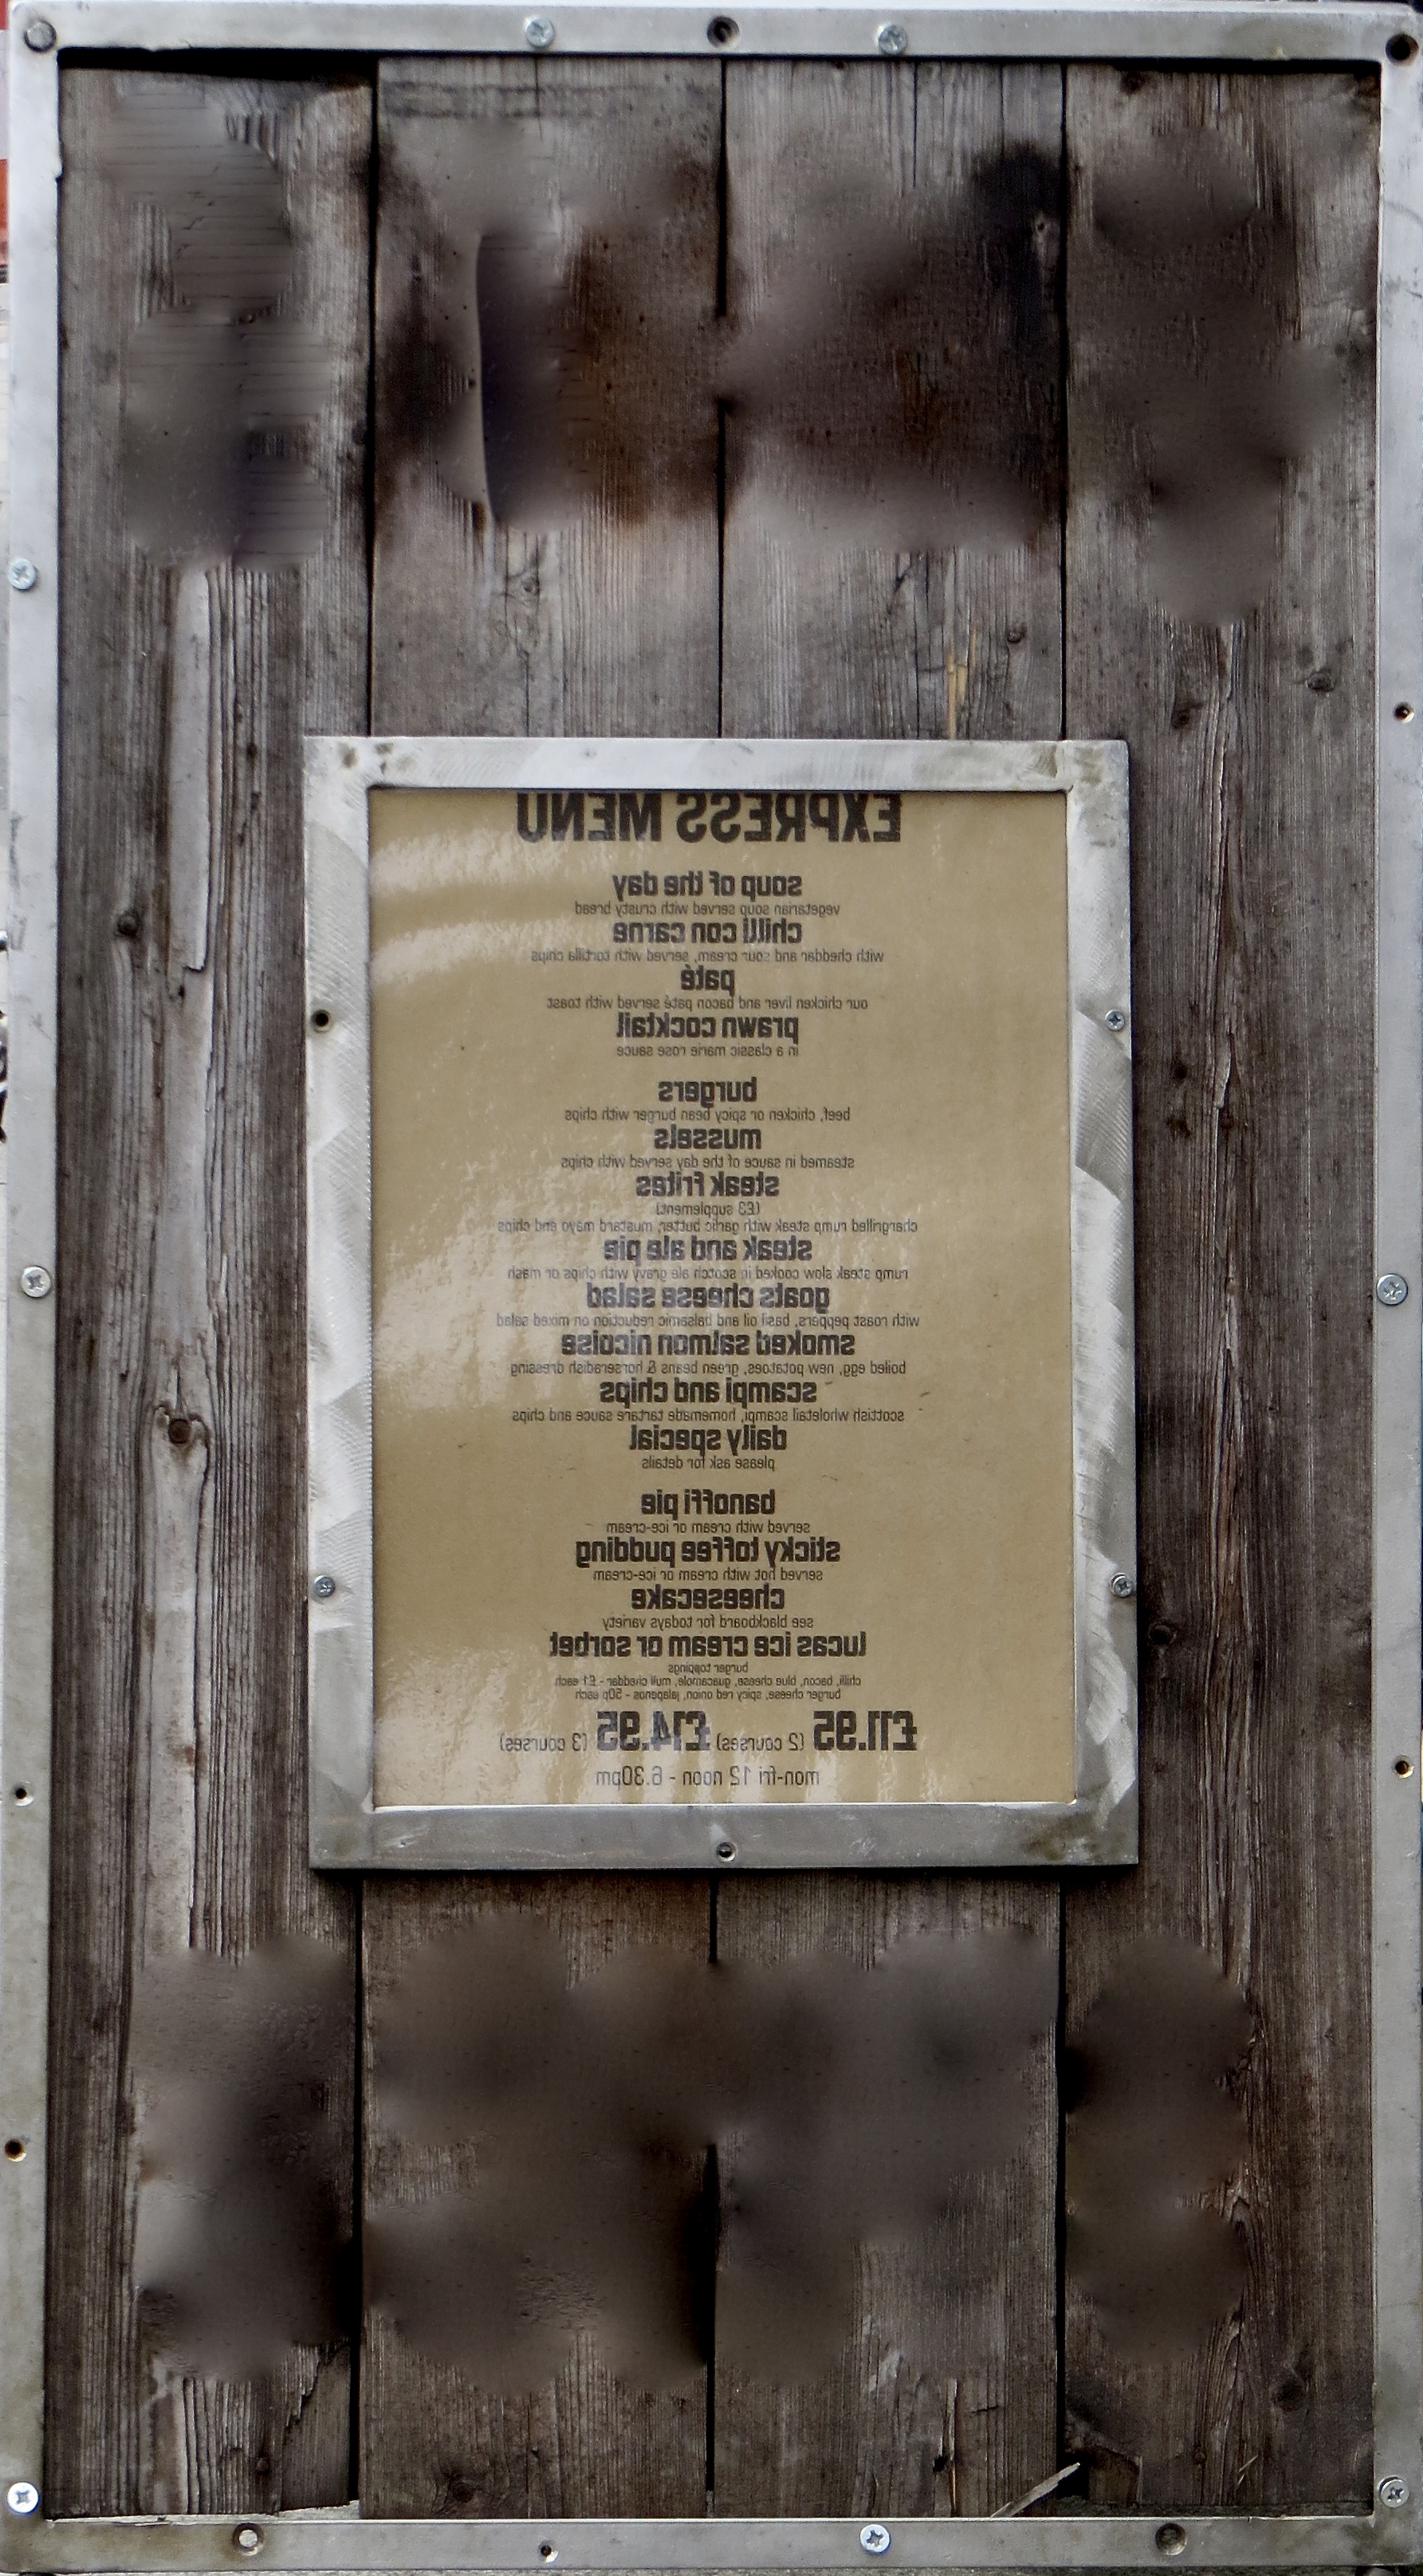 EXPRESS MENU
soup of the day
vegetarian soup served with crusty bread
chilli con carne
with cheddar and sour cream, served with tortilla chips
paté
our chicken liver and bacon paté served with toast
prawn cocktail
in a classic marie rose sauce
burgers
beef, chicken or spicy bean burger with chips
mussels
steamed in sauce of the day served with chips
steak frites
(£3 supplement)
chargrilled rump steak with garlic butter, mustard mayo and chips
steak and ale pie
rump steak slow cooked in scotch ale gravy with chips or mash
goats cheese salad
with roast peppers, basil oil and balsamic reduction on mixed salad
smoked salmon nicoise
boiled egg, new potatoes, green beans & horseradish dressing
scampi and chips
scottish wholetail scampi, homemade tartare sauce and chips
daily special
please ask for details
banoffi pie
served with cream or ice-cream
sticky toffee pudding
served hot with cream or ice-cream
cheesecake
see blackboard for todays variety
lucas ice cream or sorbet
burger toppings
chilli, bacon, blue cheese, guacamole, mull cheddar - £1 each
burger cheese, spicy red onion, jalapenos - 50p each
£11.95 (2 courses) £14.95 (3 courses)
mon-fri 12 noon - 6.30pm